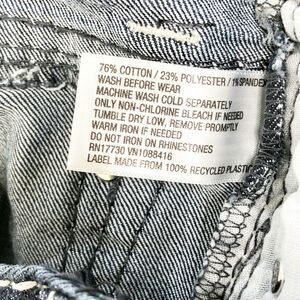 76% COTTON / 23% POLYESTER / 1% SPANDEX
WASH BEFORE WEAR
MACHINE WASH COLD SEPARATELY
ONLY NON-CHLORINE BLEACH IF NEEDED
TUMBLE DRY LOW, REMOVE PROMPTLY
WARM IRON IF NEEDED
DO NOT IRON ON RHINESTONES
RN17730 VN1088416
LABEL MADE FROM 100% RECYCLED PLASTIC